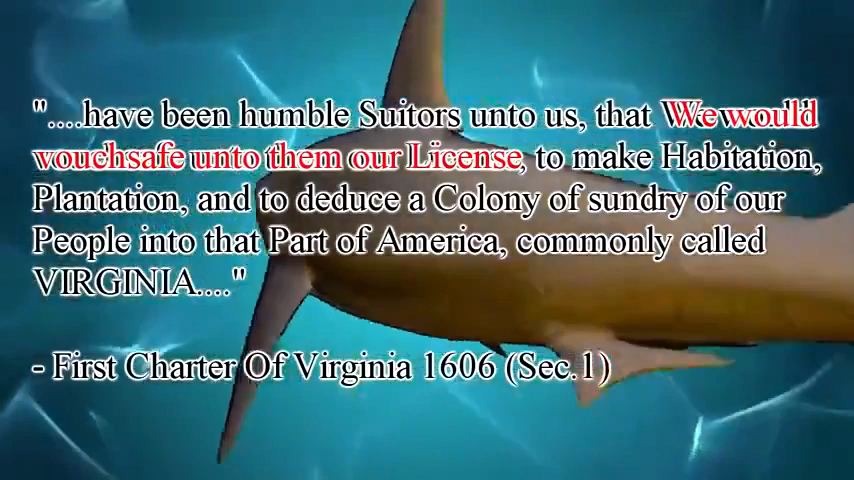 "....have been humble Suitors unto us, that We would
vouchsafe unto them our License, to make Habitation,
Plantation, and to deduce a Colony of sundry of our
People into that Part of America, commonly called
VIRGINIA...."
- First Charter Of Virginia 1606 (Sec.1)